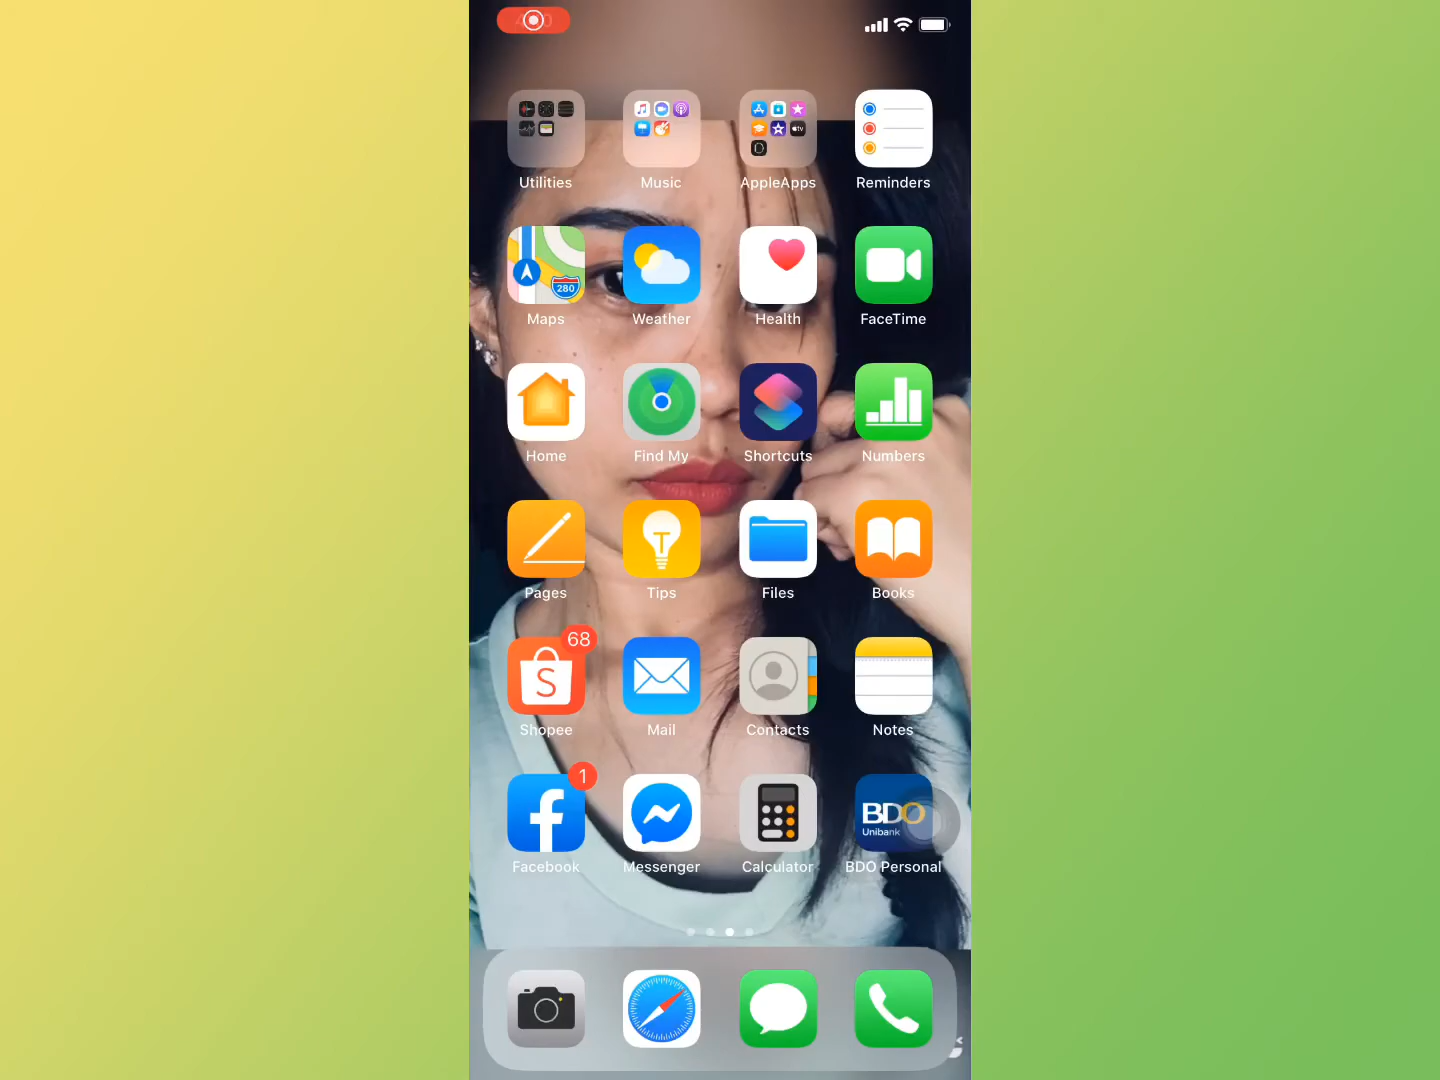 Utilities
Music
AppleApps
Reminders
280
Maps
Weather
Health
FaceTime
Home
Find My
Shortcuts
Numbers
T
Pages
Tips
Files
Books
68
S
Shopee
Mail
Contacts
Notes
1
f
BDO
Unibank
Facebook
Messenger
Calculator
BDO Personal